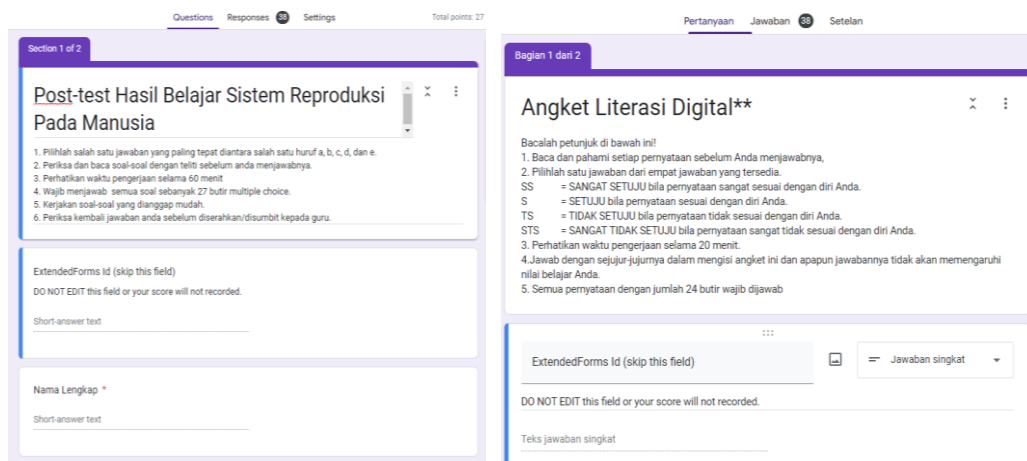 Questions Responses 38 Settings Total points: 27
Section 1 of 2
Post-test Hasil Belajar Sistem Reproduksi
Pada Manusia
1. Pilihlah salah satu jawaban yang paling tepat diantara salah satu huruf a, b, c, d, dan e.
2. Periksa dan baca soal-soal dengan teliti sebelum anda menjawabnya.
3. Perhatikan waktu pengerjaan selama 60 menit
4. Wajib menjawab semua soal sebanyak 27 butir multiple choice.
5. Kerjakan soal-soal yang dianggap mudah.
6. Periksa kembali jawaban anda sebelum diserahkan/disumbit kepada guru.
ExtendedForms Id (skip this field)
DO NOT EDIT this field or your score will not recorded.
Short-answer text
Nama Lengkap *
Short-answer text
Pertanyaan Jawaban 38 Setelan
Bagian 1 dari 2
Angket Literasi Digital**
Bacalah petunjuk di bawah ini!
1. Baca dan pahami setiap pernyataan sebelum Anda menjawabnya,
2. Pilihlah satu jawaban dari empat jawaban yang tersedia.
SS = SANGAT SETUJU bila pernyataan sangat sesuai dengan diri Anda.
S = SETUJU bila pernyataan sesuai dengan diri Anda.
TS = TIDAK SETUJU bila pernyataan tidak sesuai dengan diri Anda.
STS = SANGAT TIDAK SETUJU bila pernyataan sangat tidak sesuai dengan diri Anda.
3. Perhatikan waktu pengerjaan selama 20 menit.
4.Jawab dengan sejujur-jujurnya dalam mengisi angket ini dan apapun jawabannya tidak akan memengaruhi
nilai belajar Anda.
5. Semua pernyataan dengan jumlah 24 butir wajib dijawab
ExtendedForms Id (skip this field) Jawaban singkat
DO NOT EDIT this field or your score will not recorded.
Teks jawaban singkat